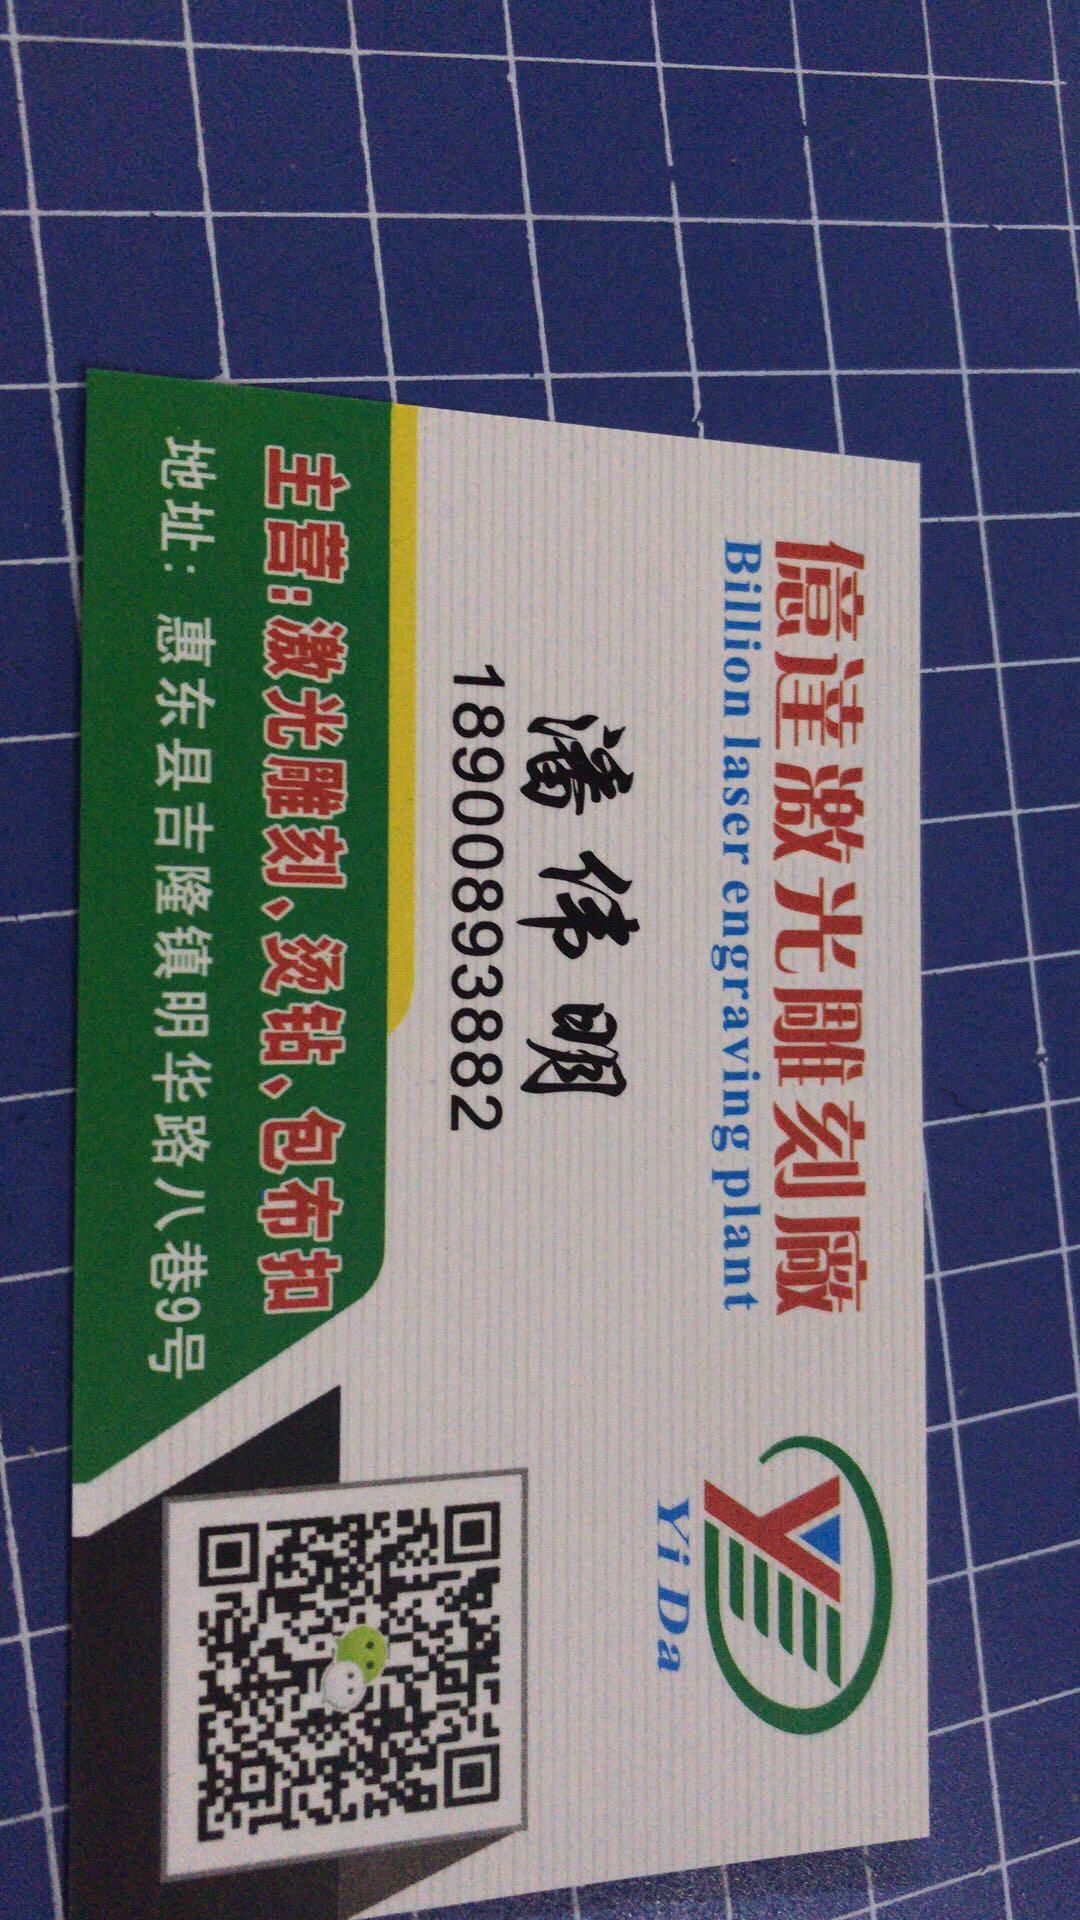 億達激光雕刻廠
Billion laser engraving plant
YiDa
潘伟明
18900893882
主营:激光雕刻、烫钻、包布扣
地址：惠东县吉隆镇明华路八巷9号